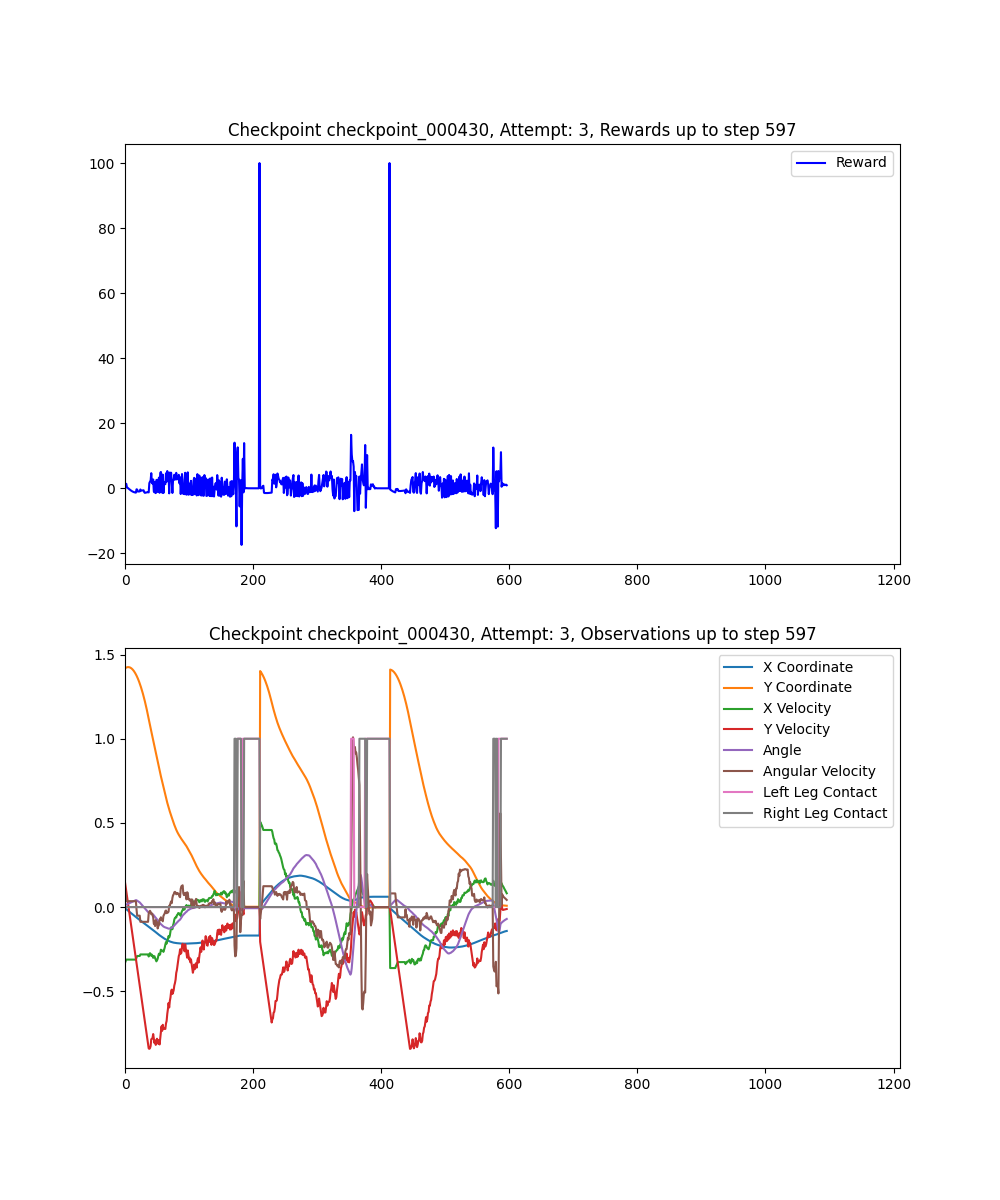 Checkpoint checkpoint_000430, Attempt: 3, Rewards up to step 597
100
80
60
40
20
0
−20
Reward
0 200 400 600 800 1000 1200
Checkpoint checkpoint_000430, Attempt: 3, Observations up to step 597
1.5
1.0
0.5
0.0
−0.5
X Coordinate
Y Coordinate
X Velocity
Y Velocity
Angle
Angular Velocity
Left Leg Contact
Right Leg Contact
0 200 400 600 800 1000 1200